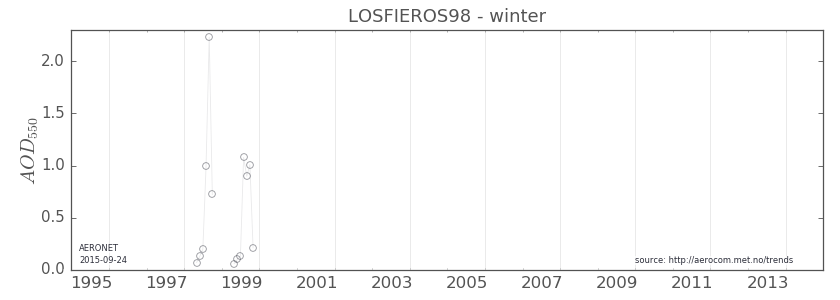 LOSFIEROS98 - winter
2.0
1.5
1.0
0.5
0.0
AOD550
AERONET
2015-09-24
source: http://aerocom.met.no/trends
1995 1997 1999 2001 2003 2005 2007 2009 2011 2013